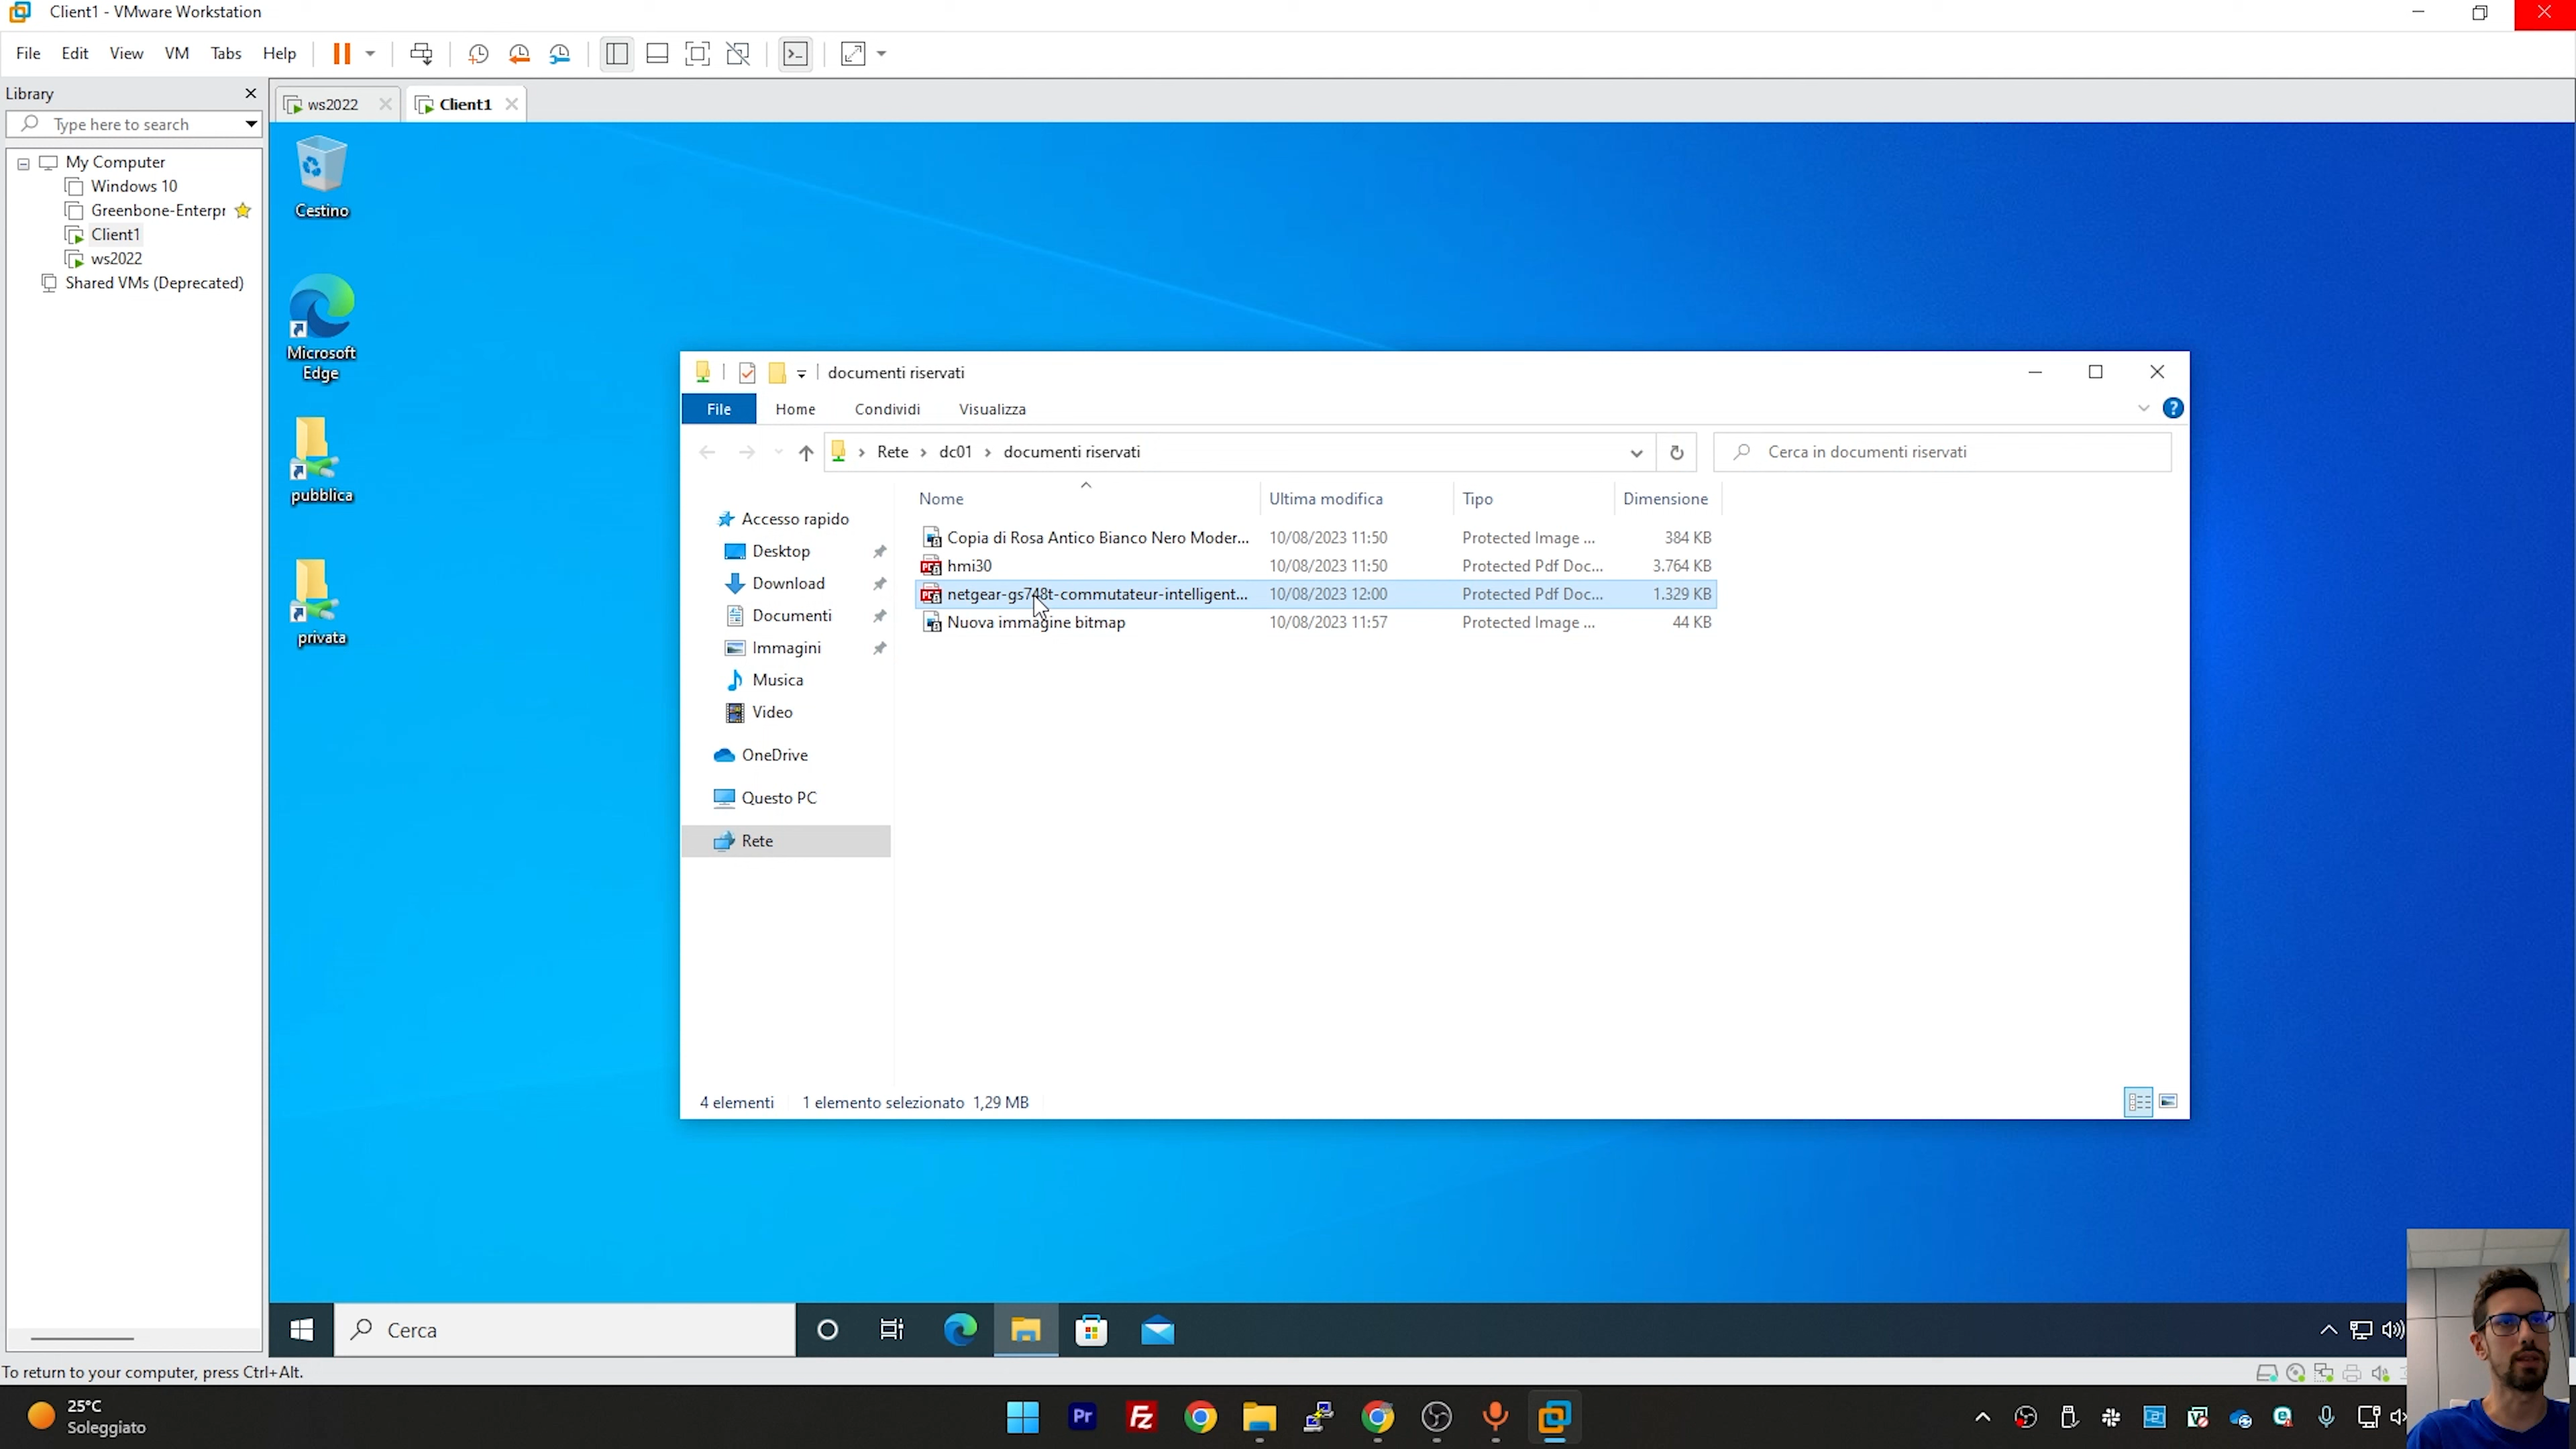 Client1 - VMware Workstation
File Edit View VM Tabs Help
Library
Type here to search
My Computer
Windows 10
Greenbone-Enterpr
Client1
ws2022
Shared VMs (Deprecated)
ws2022
Client1
Cestino
Microsoft
Edge
pubblica
privata
documenti riservati
File Home Condividi Visualizza
Rete dc01 documenti riservati
Cerca in documenti riservati
Nome Ultima modifica Tipo Dimensione
Copia di Rosa Antico Bianco Nero Moder... 10/08/2023 11:50 Protected Image ... 384 KB
hmi30 10/08/2023 11:50 Protected Pdf Doc... 3.764 KB
netgear-gs748t-commutateur-intelligent... 10/08/2023 12:00 Protected Pdf Doc... 1.329 KB
Nuova immagine bitmap 10/08/2023 11:57 Protected Image ... 44 KB
Accesso rapido
Desktop
Download
Documenti
Immagini
Musica
Video
OneDrive
Questo PC
Rete
4 elementi 1 elemento selezionato 1,29 MB
Cerca
To return to your computer, press Ctrl+Alt.
25°C
Soleggiato
Pr
Fz